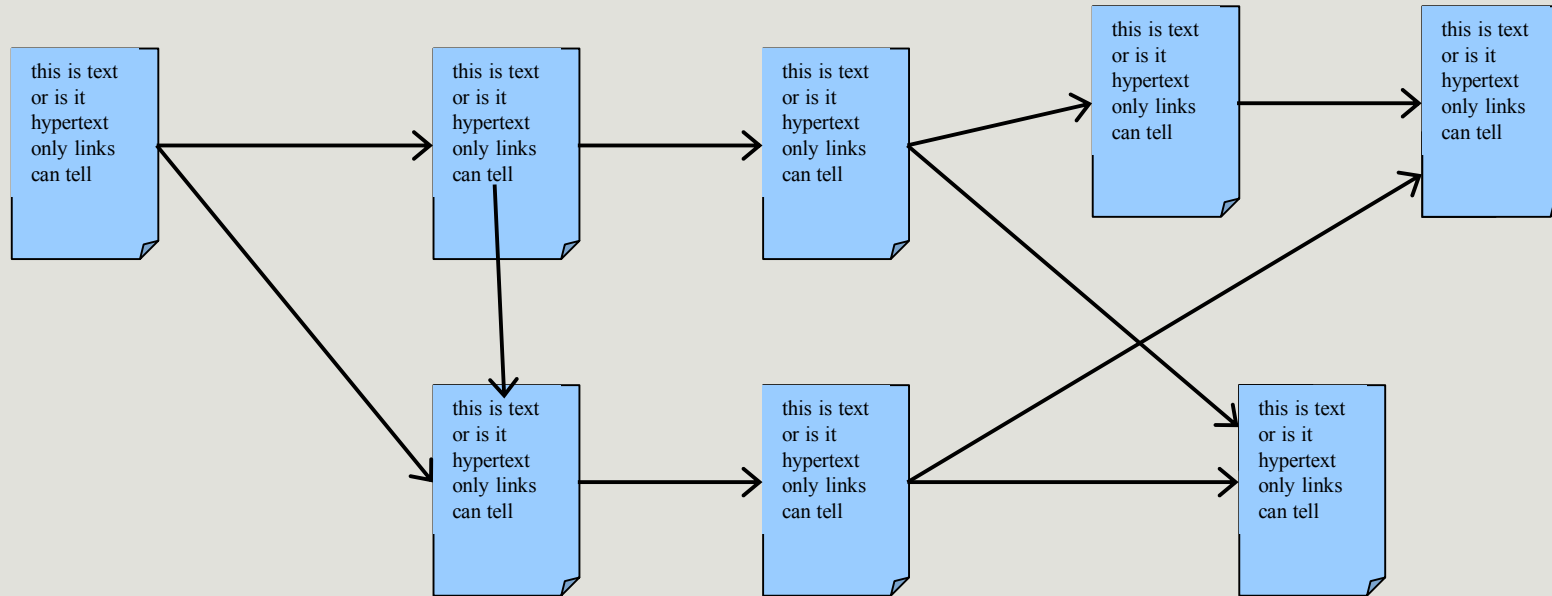 this is text
or is it
hypertext
only links
can tell
this is text
or is it
hypertext
only links
can tell
this is text
or is it
hypertext
only links
can tell
this is text
or is it
hypertext
only links
can tell
this is text
or is it
hypertext
only links
can tell
this is text
or is it
hypertext
only links
can tell
this is text
or is it
hypertext
only links
can tell
this is text
or is it
hypertext
only links
can tell